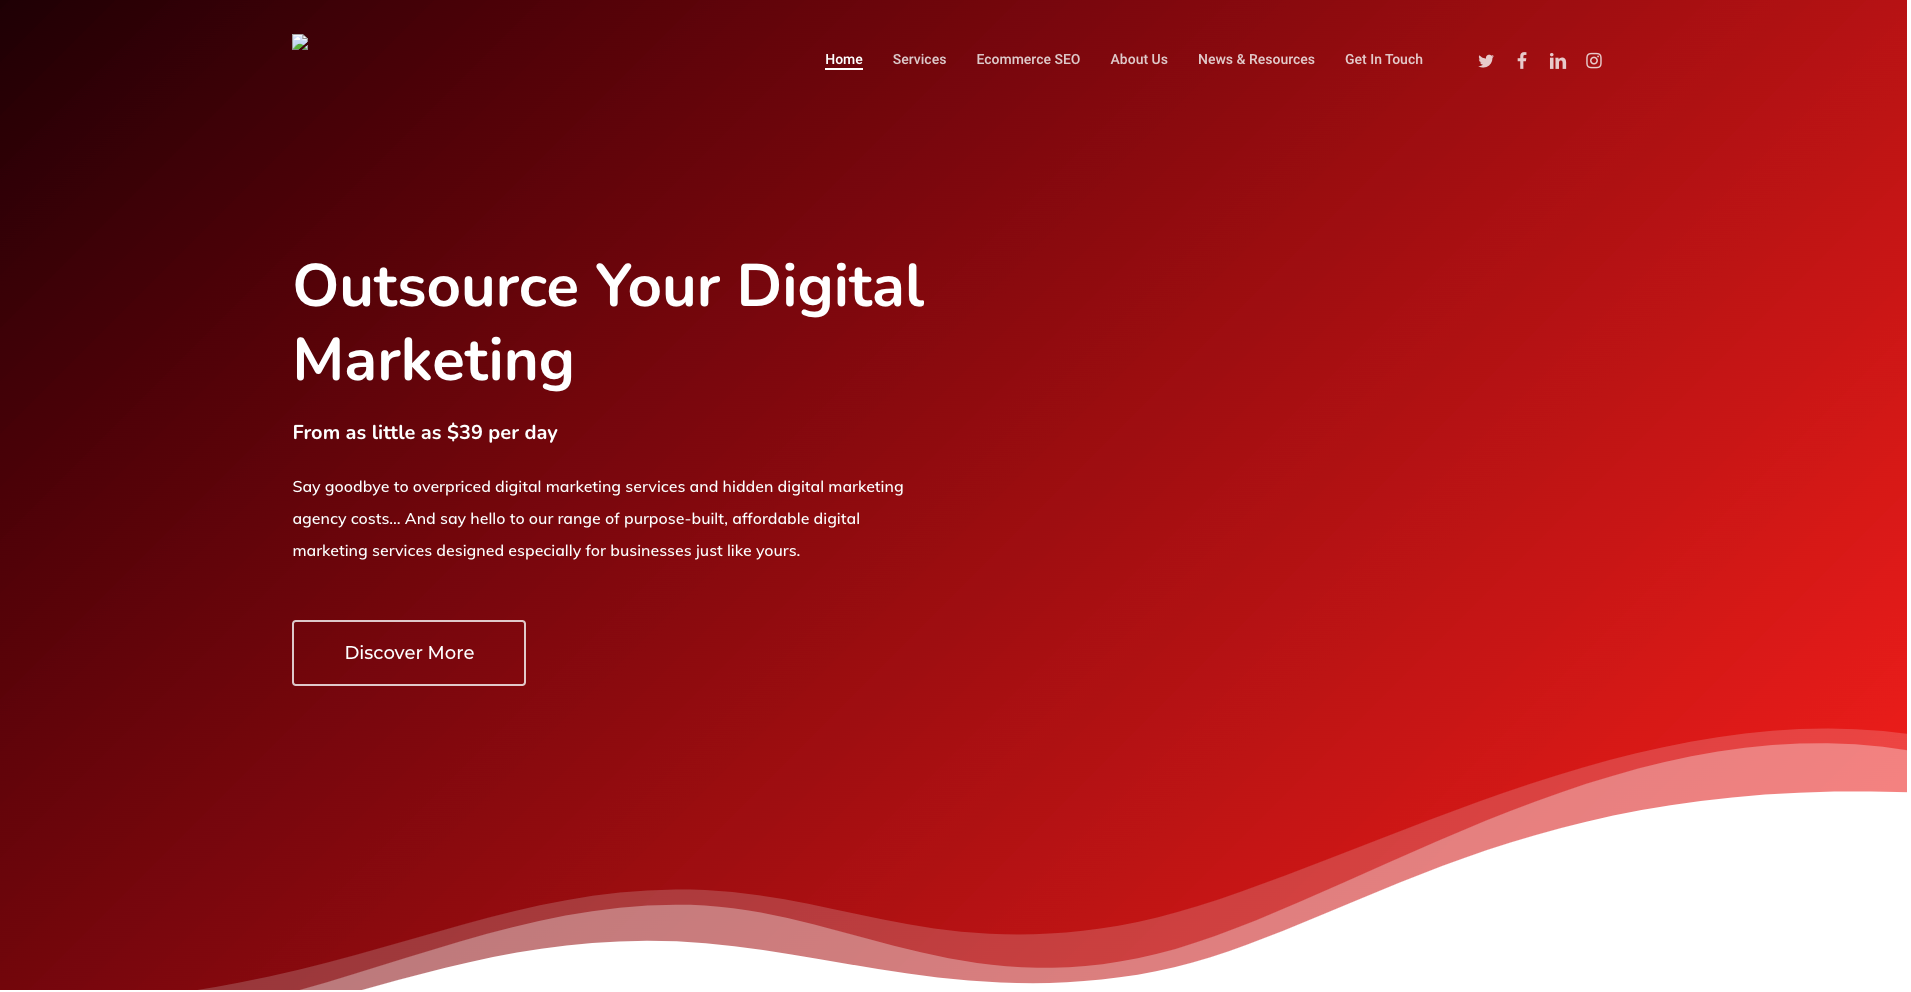 Home Services Ecommerce SEO About Us News & Resources Get In Touch
Outsource Your Digital
Marketing
From as little as $39 per day
Say goodbye to overpriced digital marketing services and hidden digital marketing
agency costs... And say hello to our range of purpose-built, affordable digital
marketing services designed especially for businesses just like yours.
Discover More